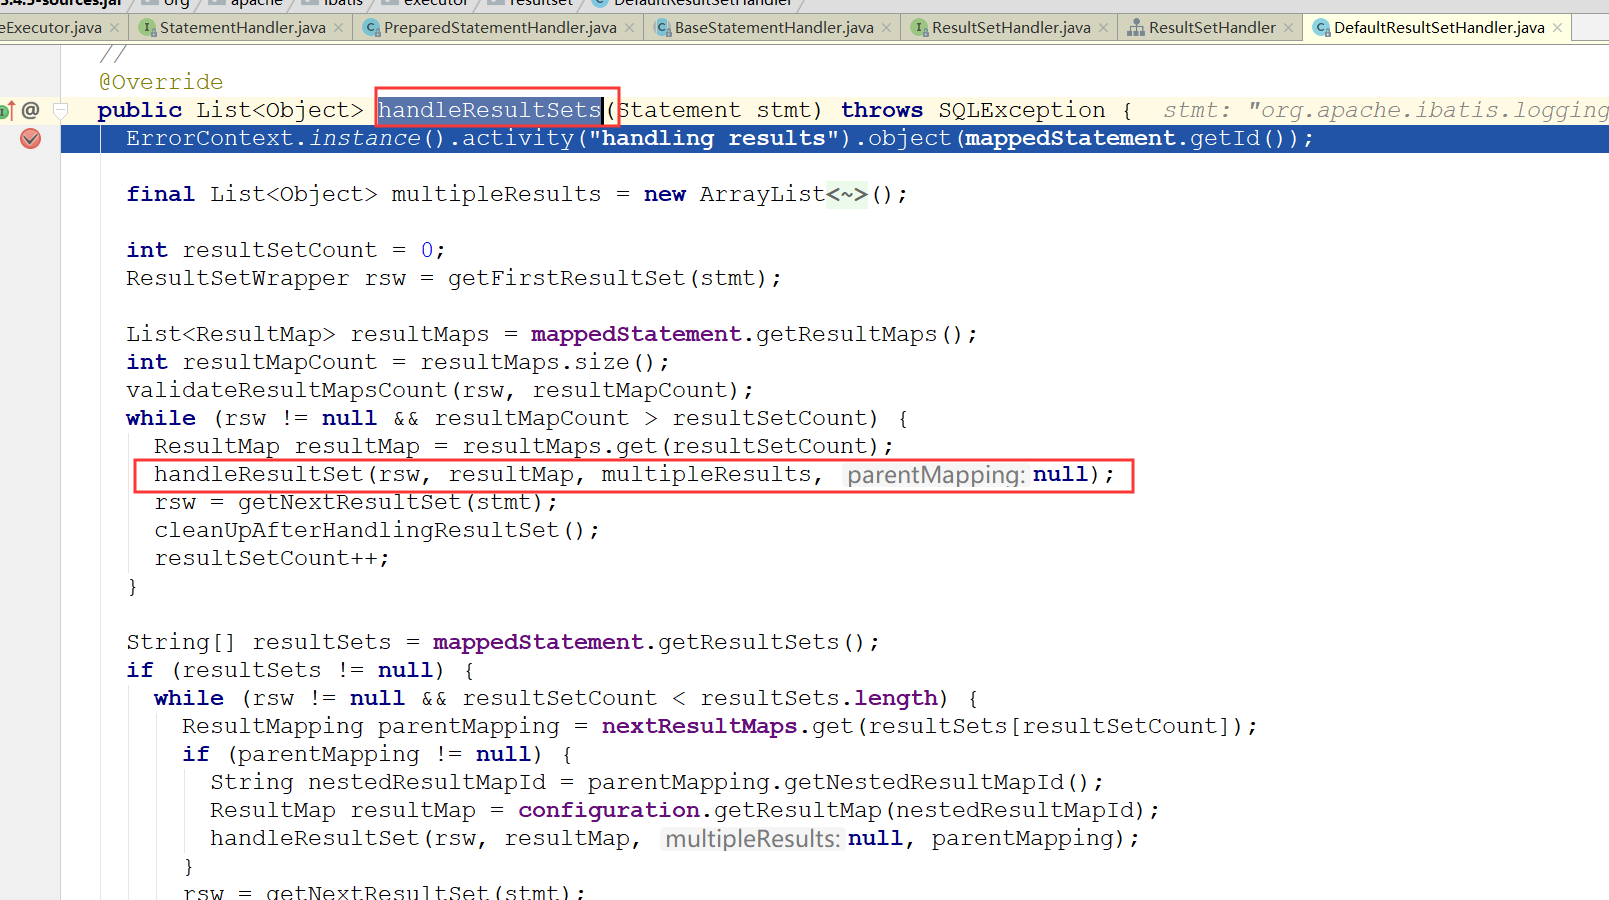 3.4.5-sources.jar org apache ibatis executor resultset DefaultResultSetHandler
eExecutor.java StatementHandler.java PreparedStatementHandler.java BaseStatementHandler.java ResultSetHandler.java ResultSetHandler DefaultResultSetHandler.java
//
@Override
public List<Object> handleResultSets(Statement stmt) throws SQLException { stmt: "org.apache.ibatis.logging
ErrorContext.instance().activity("handling results").object(mappedStatement.getId());
final List<Object> multipleResults = new ArrayList<~>();
int resultSetCount = 0;
ResultSetWrapper rsw = getFirstResultSet(stmt);
List<ResultMap> resultMaps = mappedStatement.getResultMaps();
int resultMapCount = resultMaps.size();
validateResultMapsCount(rsw, resultMapCount);
while (rsw != null && resultMapCount > resultSetCount) {
ResultMap resultMap = resultMaps.get(resultSetCount);
handleResultSet(rsw, resultMap, multipleResults, parentMapping: null);
rsw = getNextResultSet(stmt);
cleanUpAfterHandlingResultSet();
resultSetCount++;
}
String[] resultSets = mappedStatement.getResultSets();
if (resultSets != null) {
while (rsw != null && resultSetCount < resultSets.length) {
ResultMapping parentMapping = nextResultMaps.get(resultSets[resultSetCount]);
if (parentMapping != null) {
String nestedResultMapId = parentMapping.getNestedResultMapId();
ResultMap resultMap = configuration.getResultMap(nestedResultMapId);
handleResultSet(rsw, resultMap, multipleResults: null, parentMapping);
}
rsw = getNextResultSet(stmt);